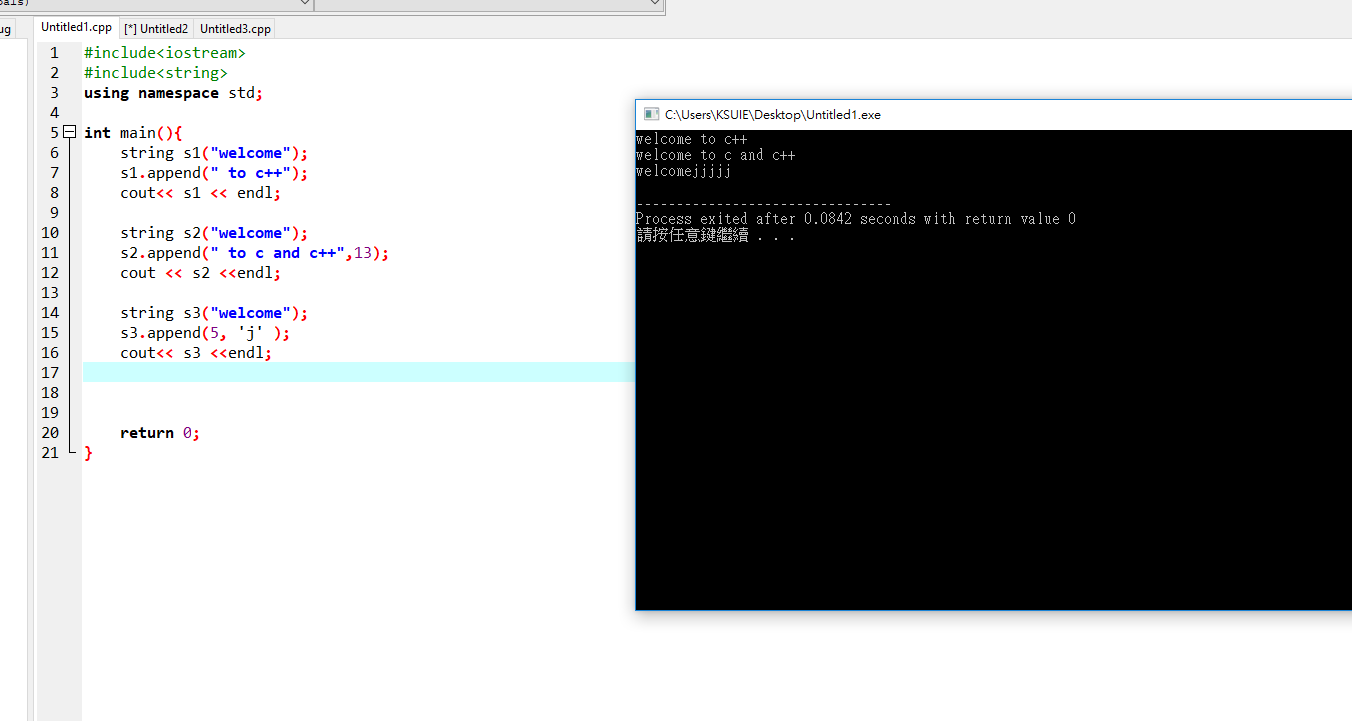 Untitled1.cpp [*] Untitled2 Untitled3.cpp
1 #include<iostream>
2 #include<string>
3 using namespace std;
4
5 int main(){
6 string s1("welcome");
7 s1.append(" to c++");
8 cout<< s1 << endl;
9
10 string s2("welcome");
11 s2.append(" to c and c++",13);
12 cout << s2 <<endl;
13
14 string s3("welcome");
15 s3.append(5, 'j' );
16 cout<< s3 <<endl;
17
18
19
20 return 0;
21 }
C:\Users\KSUIE\Desktop\Untitled1.exe
welcome to c++
welcome to c and c++
welcomejjjjj
--------------------------------
Process exited after 0.0842 seconds with return value 0
請按任意鍵繼續 . . .